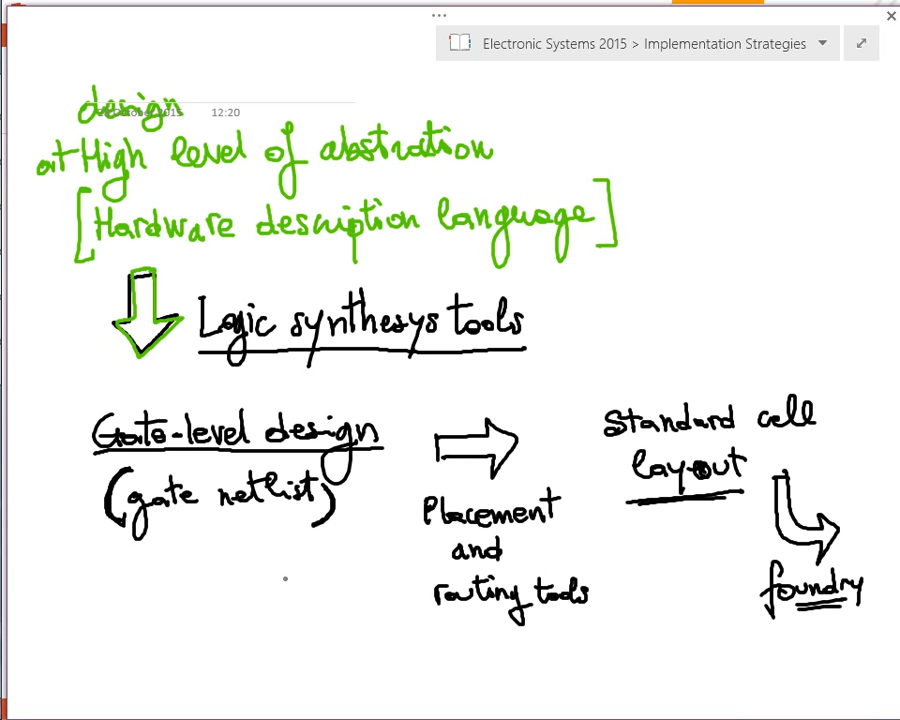 Electronic Systems 2015 > Implementation Strategies
12:20
design
at High level of abstration
[Hardware description language]
Logic synthesys tools
Gate-level design
(gate netlist)
Placement
and
routing tools
Standard cell
layout
foundry